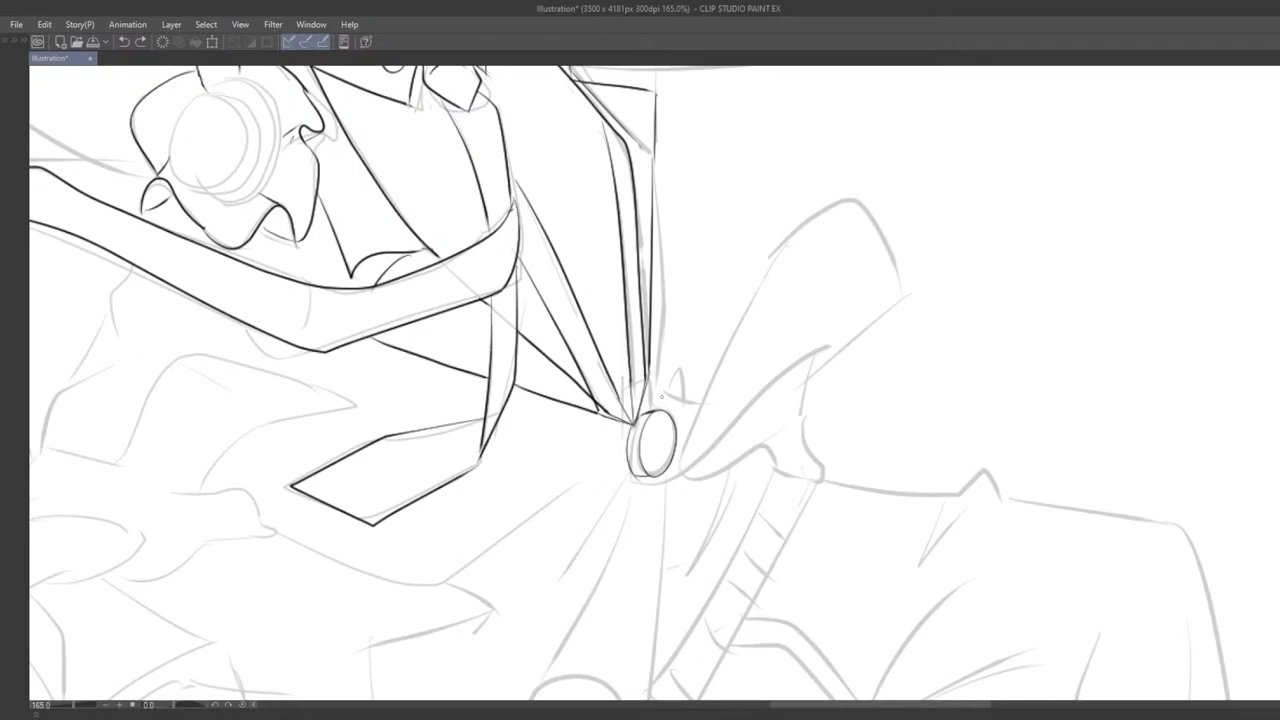 Illustration* (3500 x 4181px 300dpi 165.0%) - CLIP STUDIO PAINT EX
File Edit Story(P) Animation Layer Select View Filter Window Help
Illustration*
165.0 0.0